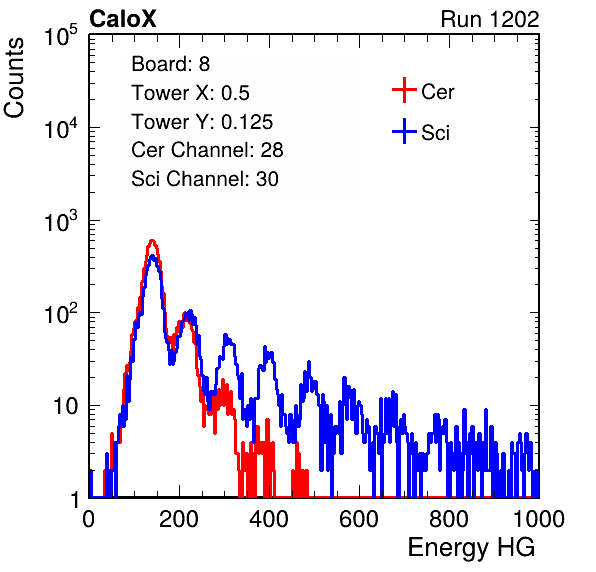 CaloX Run 1202
Counts
10^5
10^4
10^3
10^2
10
1
Board: 8
Tower X: 0.5
Tower Y: 0.125
Cer Channel: 28
Sci Channel: 30
Cer
Sci
0 200 400 600 800 1000
Energy HG